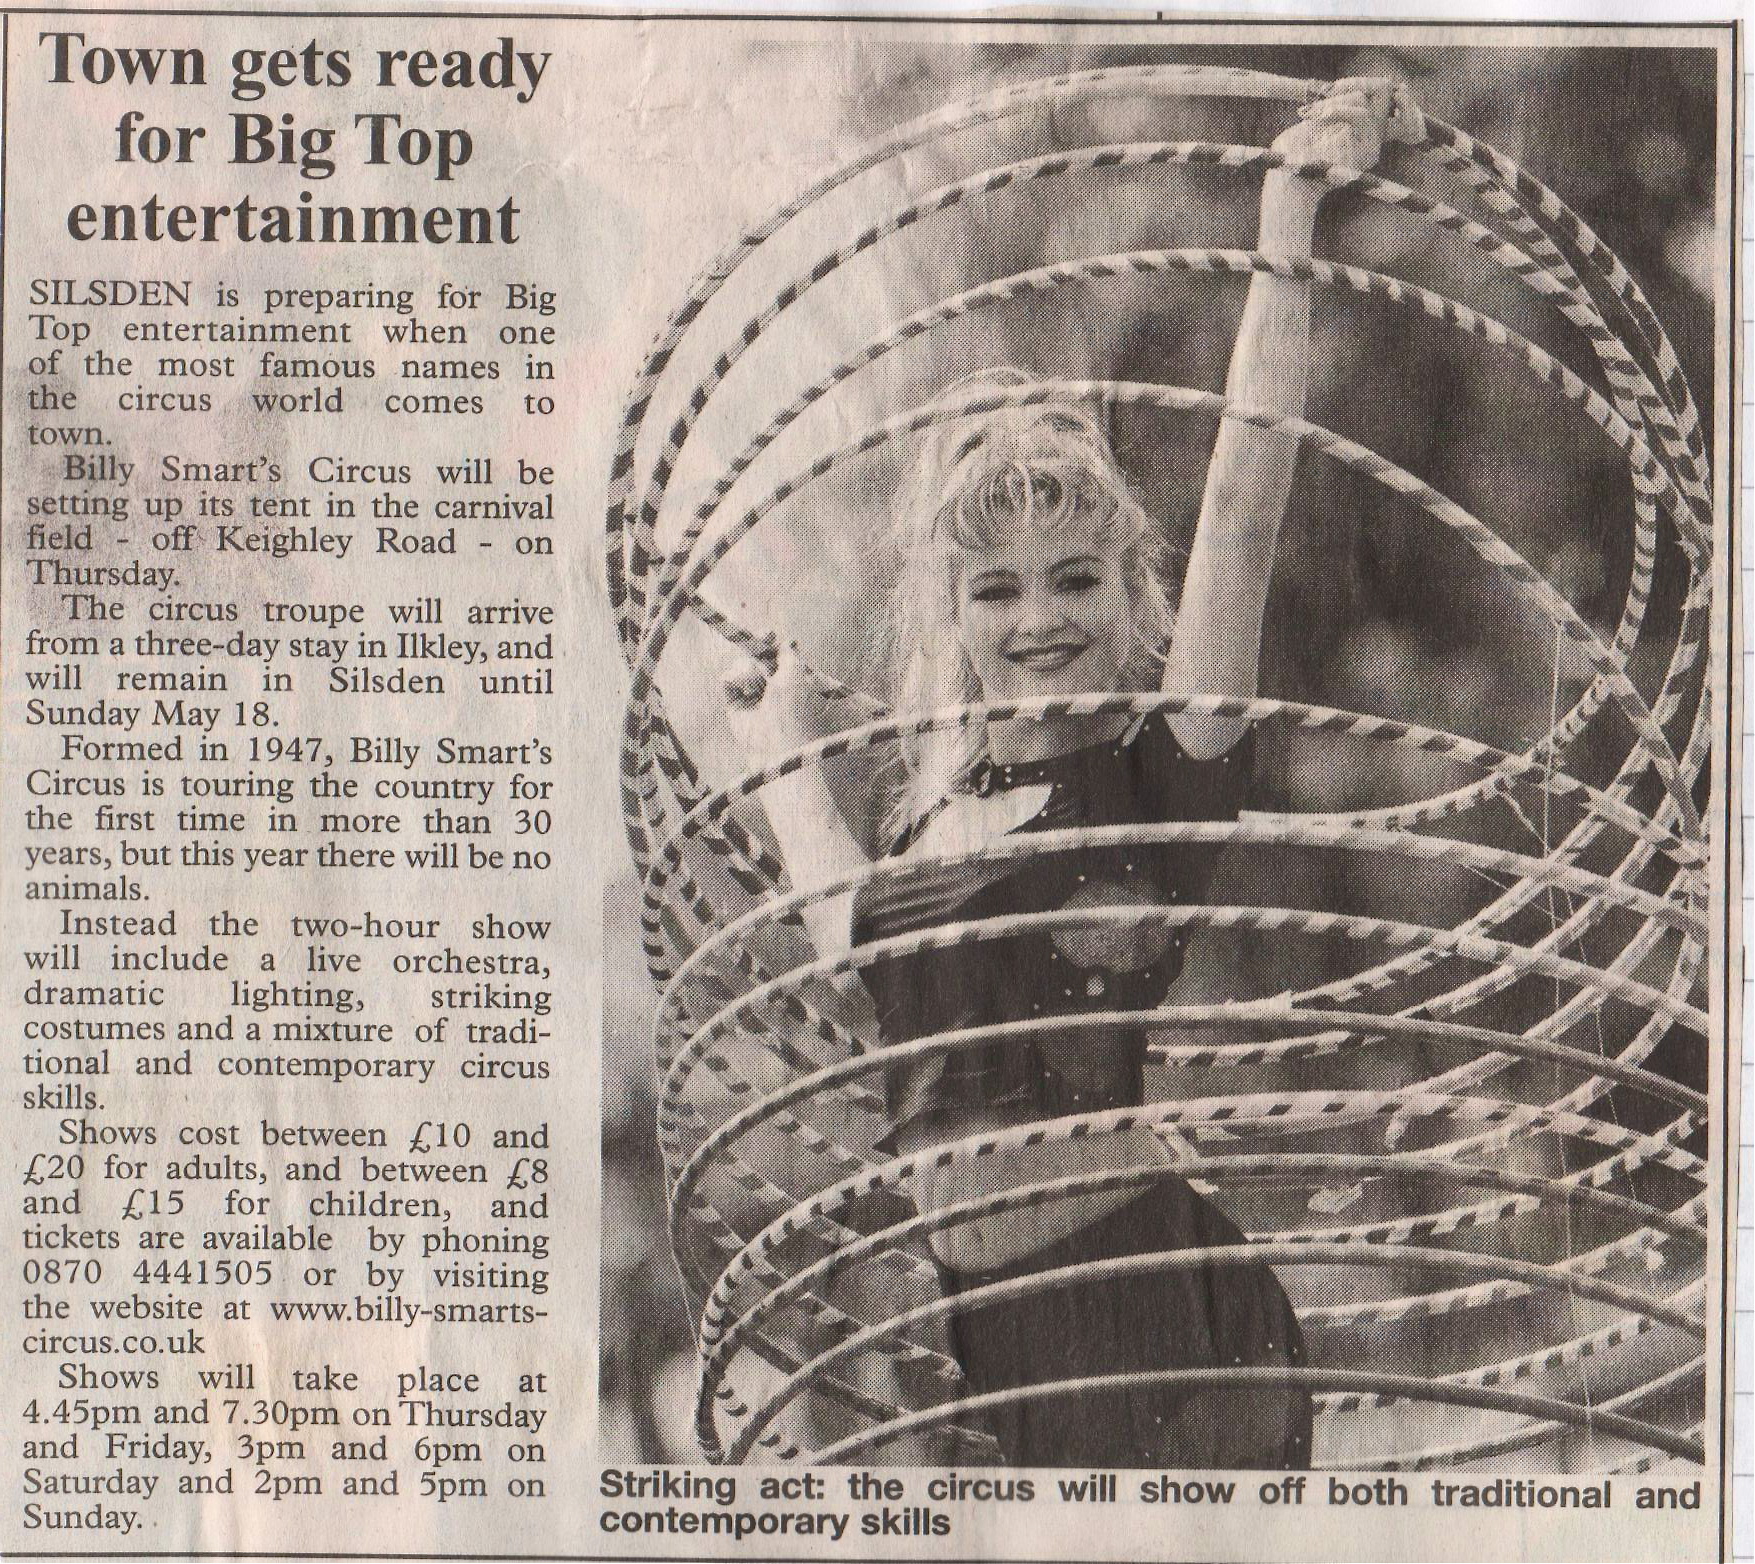 Town gets ready
for Big Top
entertainment
SILSDEN is preparing for Big
Top entertainment when one
of the most famous names in
the circus world comes to
town.
Billy Smart's Circus will be
setting up its tent in the carnival
field - off Keighley Road - on
Thursday.
The circus troupe will arrive
from a three-day stay in Ilkley, and
will remain in Silsden until
Sunday May 18.
Formed in 1947, Billy Smart's
Circus is touring the country for
the first time in more than 30
years, but this year there will be no
animals.
Instead the two-hour show
will include a live orchestra,
dramatic lighting, striking
costumes and a mixture of tradi-
tional and contemporary circus
skills.
Shows cost between £10 and
£20 for adults, and between £8
and £15 for children, and
tickets are available by phoning
0870 4441505 or by visiting
the website at www.billy-smarts-
circus.co.uk
Shows will take place at
4.45pm and 7.30pm on Thursday
and Friday, 3pm and 6pm on
Saturday and 2pm and 5pm on
Sunday.
Striking act: the circus will show off both traditional and
contemporary skills